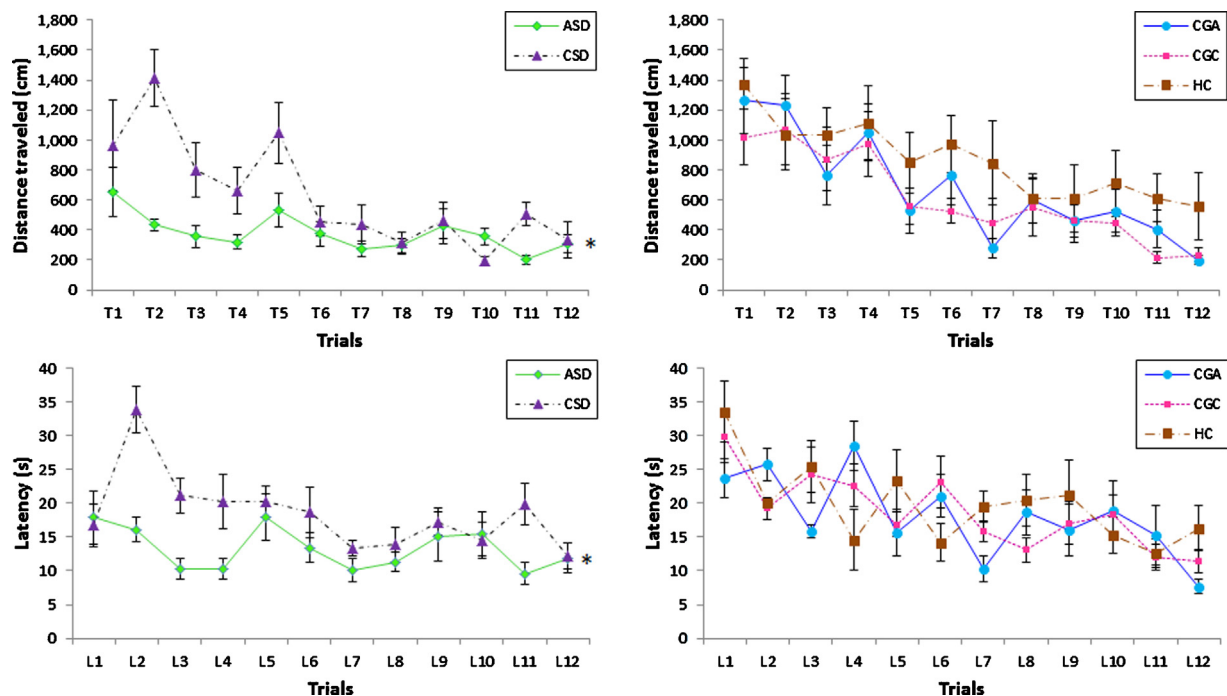 1,800
1,600
1,400
1,200
1,000
800
600
400
200
0
Distance traveled (cm)
ASD
CSD
*
T1 T2 T3 T4 T5 T6 T7 T8 T9 T10 T11 T12
Trials
1,800
1,600
1,400
1,200
1,000
800
600
400
200
0
Distance traveled (cm)
CGA
CGC
HC
T1 T2 T3 T4 T5 T6 T7 T8 T9 T10 T11 T12
Trials
40
35
30
25
20
15
10
5
0
Latency (s)
ASD
CSD
*
L1 L2 L3 L4 L5 L6 L7 L8 L9 L10 L11 L12
Trials
40
35
30
25
20
15
10
5
0
Latency (s)
CGA
CGC
HC
L1 L2 L3 L4 L5 L6 L7 L8 L9 L10 L11 L12
Trials